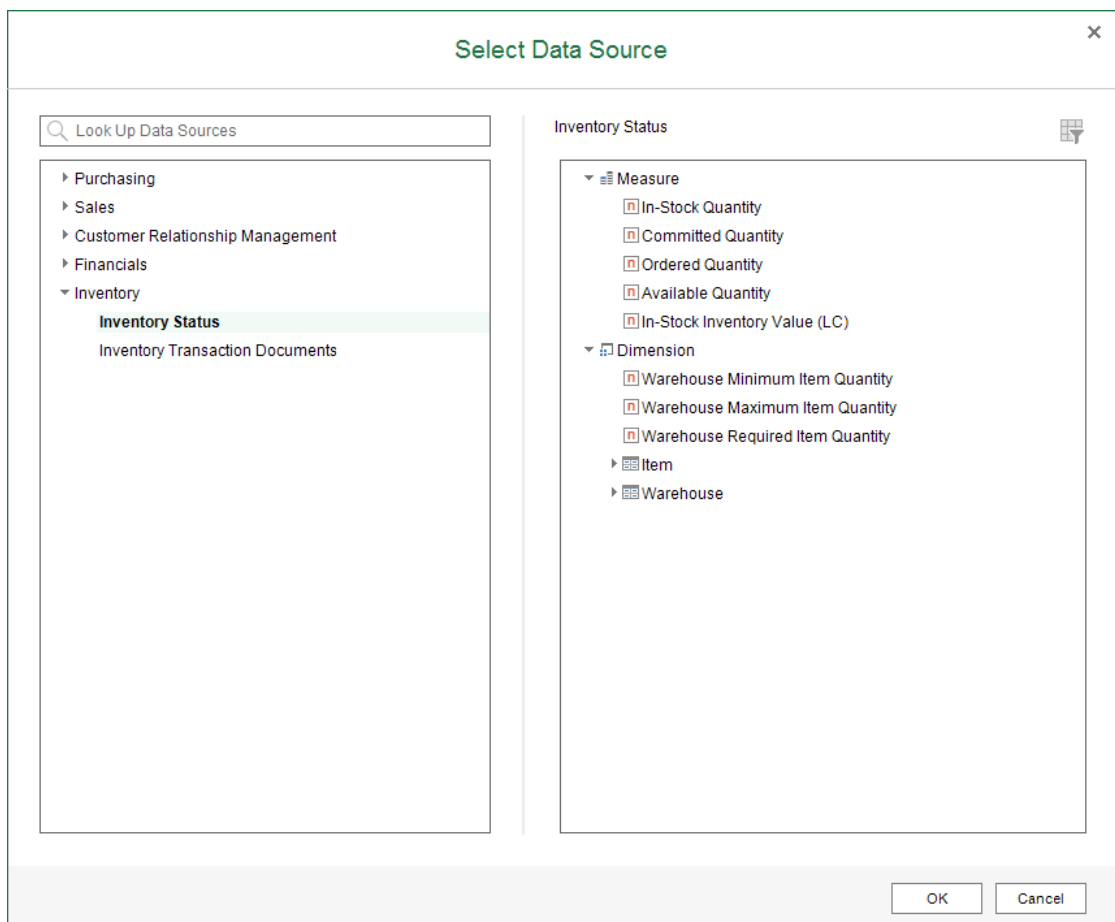 Select Data Source
Look Up Data Sources
Purchasing
Sales
Customer Relationship Management
Financials
Inventory
Inventory Status
Inventory Transaction Documents
Inventory Status
Measure
n In-Stock Quantity
n Committed Quantity
n Ordered Quantity
n Available Quantity
n In-Stock Inventory Value (LC)
Dimension
n Warehouse Minimum Item Quantity
n Warehouse Maximum Item Quantity
n Warehouse Required Item Quantity
Item
Warehouse
OK
Cancel